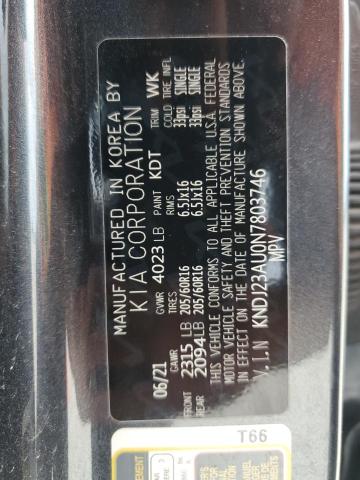 MANUFACTURED IN KOREA BY
KIA CORPORATION
06/21 GVWR 4023 LB PAINT KDT TRIM WK
GAWR TIRES RIMS COLD TIRE INFL
FRONT 2315 LB 205/60R16 6.5Jx16 33psi SINGLE
REAR 2094 LB 205/60R16 6.5Jx16 33psi SINGLE
THIS VEHICLE CONFORMS TO ALL APPLICABLE U.S.A. FEDERAL
MOTOR VEHICLE SAFETY AND THEFT PREVENTION STANDARDS
IN EFFECT ON THE DATE OF MANUFACTURE SHOWN ABOVE.
V.I.N KNDJ23AU0N7803746
MPV
T66